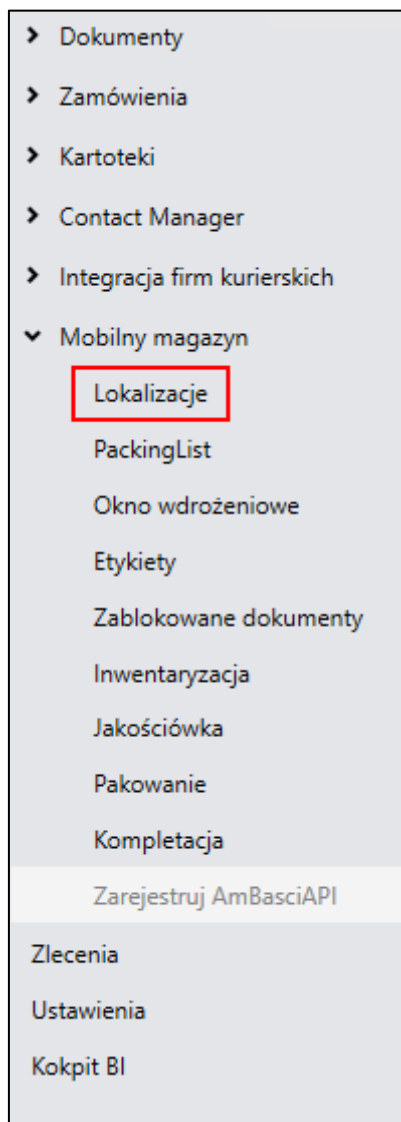 Dokumenty
Zamówienia
Kartoteki
Contact Manager
Integracja firm kurierskich
Mobilny magazyn
Lokalizacje
PackingList
Okno wdrożeniowe
Etykiety
Zablokowane dokumenty
Inwentaryzacja
Jakościówka
Pakowanie
Kompletacja
Zarejestruj AmBasciAPI
Zlecenia
Ustawienia
Kokpit BI